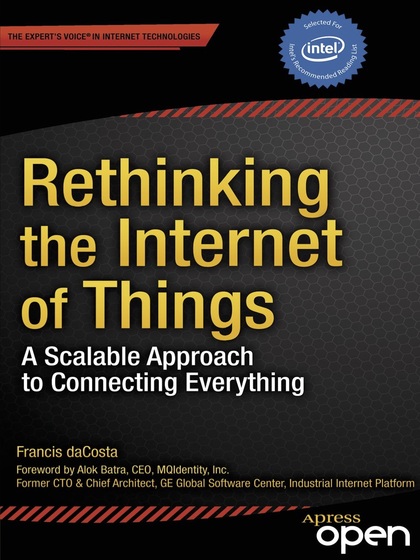 THE EXPERT'S VOICE® IN INTERNET TECHNOLOGIES
Selected For
intel
Intel's Recommended Reading List
Rethinking
the Internet
of Things
A Scalable Approach
to Connecting Everything
Francis daCosta
Foreword by Alok Batra, CEO, MQIdentity, Inc.
Former CTO & Chief Architect, GE Global Software Center, Industrial Internet Platform
Apress
open